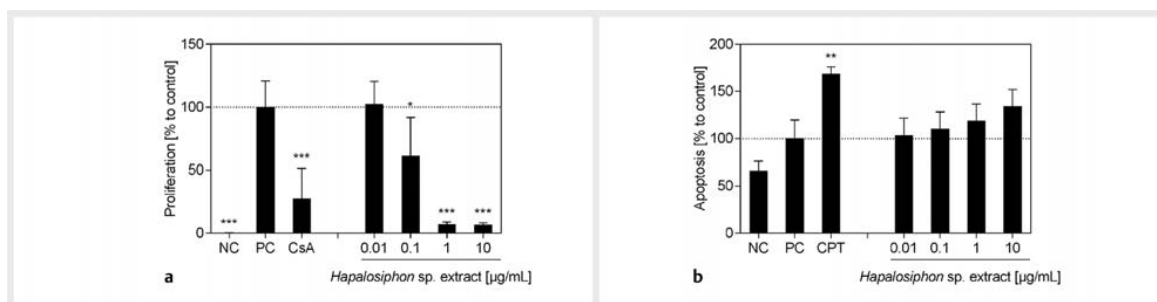 Proliferation [% to control]
150
100
50
0
***
***
*
***
***
NC PC CsA 0.01 0.1 1 10
Hapalosiphon sp. extract [µg/mL]
a
Apoptosis [% to control]
200
150
100
50
0
**
NC PC CPT 0.01 0.1 1 10
Hapalosiphon sp. extract [µg/mL]
b